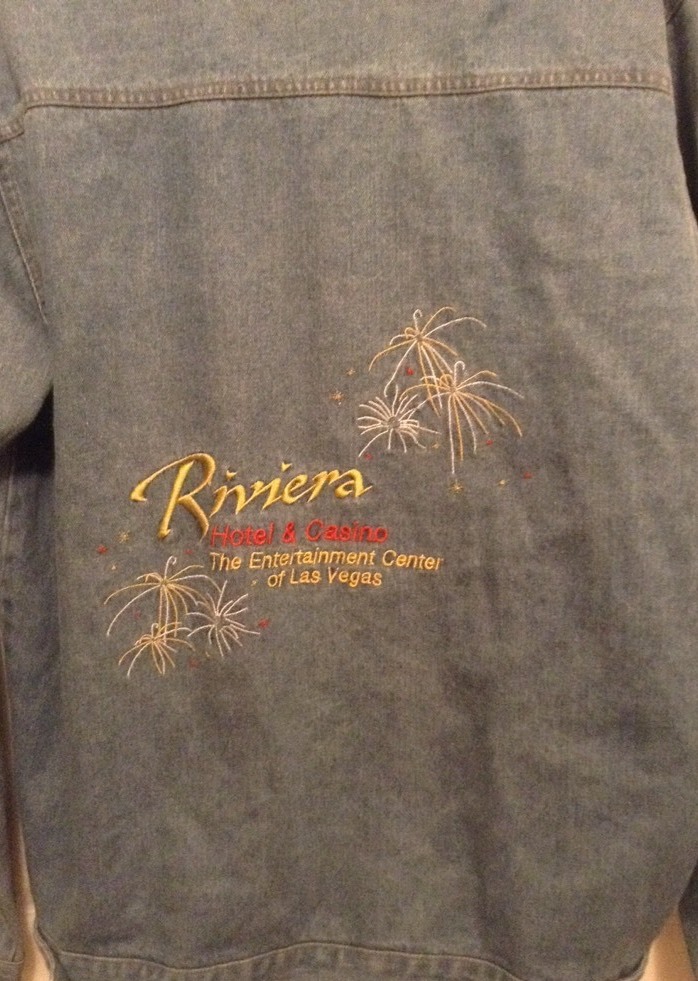 Riviera
Hotel & Casino
The Entertainment Center
of Las Vegas